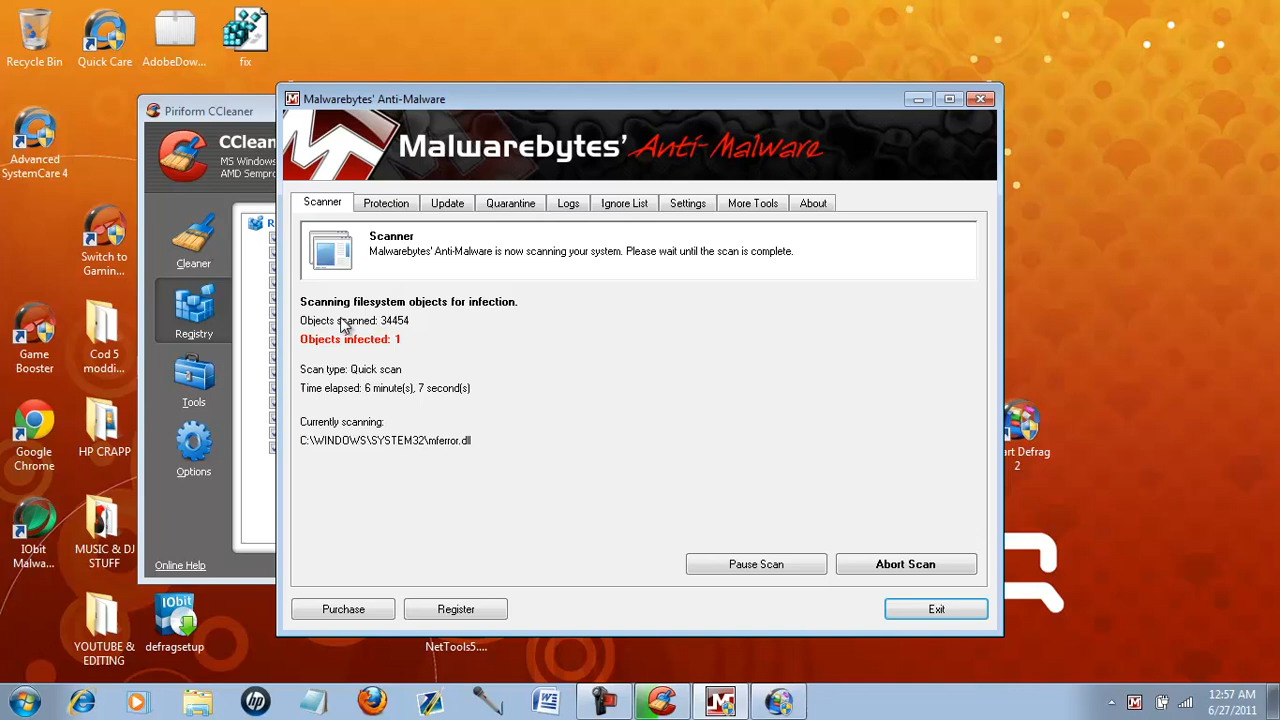 Recycle Bin
Quick Care
AdobeDow...
fix
Advanced
SystemCare 4
Switch to
Gamin...
Game
Booster
Cod 5
moddi...
Google
Chrome
HP CRAPP
IObit
Malwa...
MUSIC & DJ
STUFF
YOUTUBE &
EDITING
IObit
defragsetup
NetTools5....
art Defrag
2
Piriform CCleaner
CClean
MS Windows
AMD Sempro
Cleaner
Registry
Tools
Options
R
Online Help
Malwarebytes' Anti-Malware
Malwarebytes' Anti-Malware
Scanner
Protection
Update
Quarantine
Logs
Ignore List
Settings
More Tools
About
Scanner
Malwarebytes' Anti-Malware is now scanning your system. Please wait until the scan is complete.
Scanning filesystem objects for infection.
Objects scanned: 34454
Objects infected: 1
Scan type: Quick scan
Time elapsed: 6 minute(s), 7 second(s)
Currently scanning:
C:\WINDOWS\SYSTEM32\mferror.dll
Pause Scan
Abort Scan
Purchase
Register
Exit
12:57 AM
6/27/2011